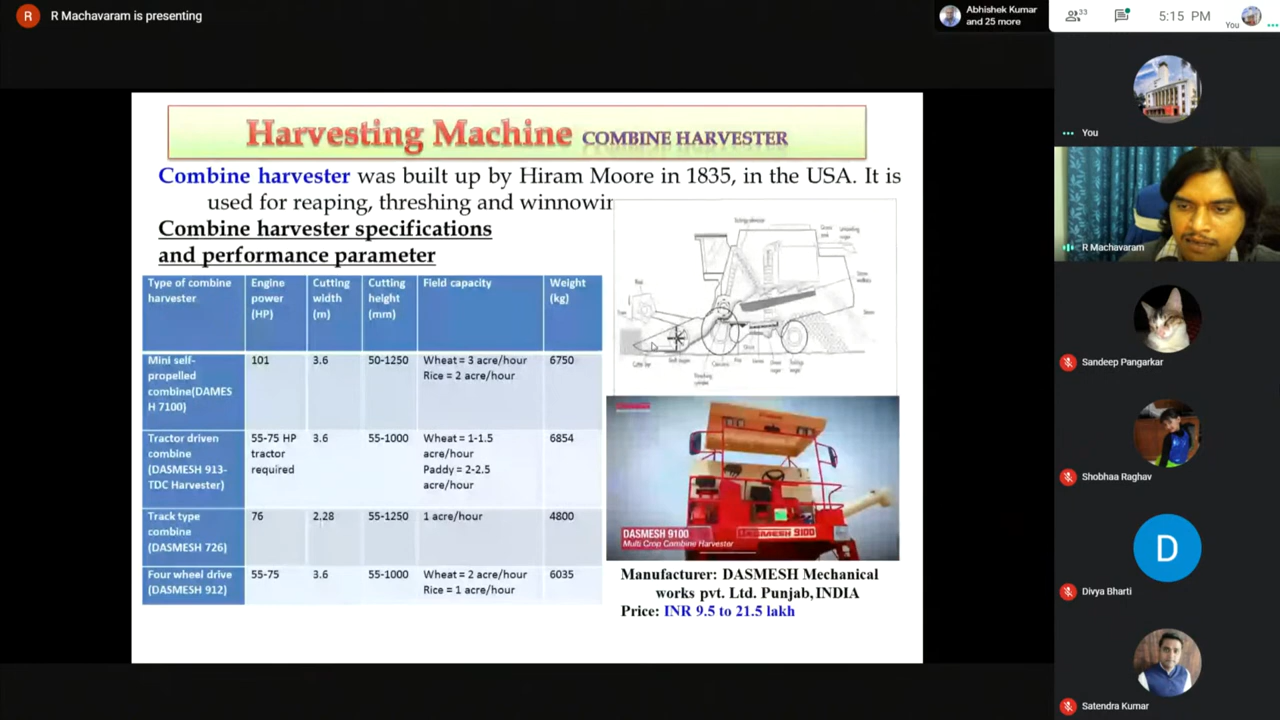 R
R Machavaram is presenting
Abhishek Kumar
and 25 more
33
5:15 PM
You
Harvesting Machine COMBINE HARVESTER
Combine harvester was built up by Hiram Moore in 1835, in the USA. It is
used for reaping, threshing and winnowin
Combine harvester specifications
and performance parameter
Type of combine harvester
Engine power (HP)
Cutting width (m)
Cutting height (mm)
Field capacity
Weight (kg)
Mini self-propelled combine(DAMESH 7100)
101
3.6
50-1250
Wheat = 3 acre/hour
Rice = 2 acre/hour
6750
Tractor driven combine (DASMESH 913-TDC Harvester)
55-75 HP tractor required
3.6
55-1000
Wheat = 1-1.5 acre/hour
Paddy = 2-2.5 acre/hour
6854
Track type combine (DASMESH 726)
76
2.28
55-1250
1 acre/hour
4800
Four wheel drive (DASMESH 912)
55-75
3.6
55-1000
Wheat = 2 acre/hour
Rice = 1 acre/hour
6035
DASMESH 9100
Multi Crop Combine Harvester
DASMESH 9100
Manufacturer: DASMESH Mechanical
works pvt. Ltd. Punjab, INDIA
Price: INR 9.5 to 21.5 lakh
You
R Machavaram
Sandeep Pangarkar
Shobhaa Raghav
D
Divya Bharti
Satendra Kumar